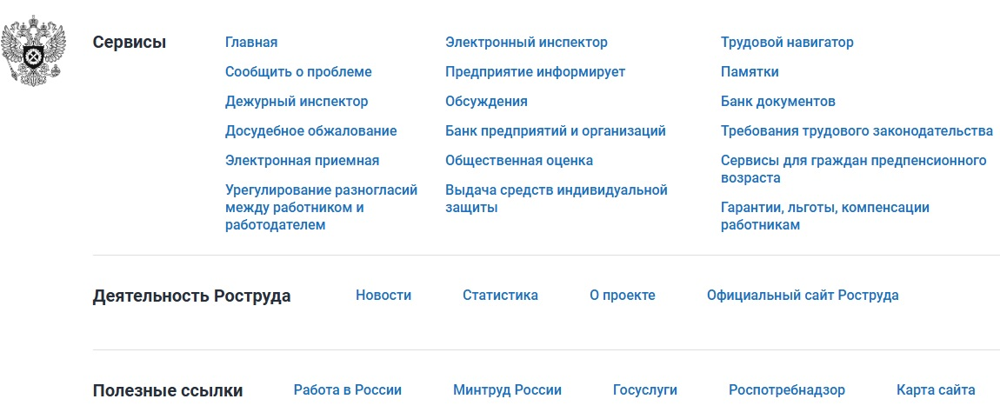 Сервисы
Главная
Сообщить о проблеме
Дежурный инспектор
Досудебное обжалование
Электронная приемная
Урегулирование разногласий
между работником и
работодателем
Электронный инспектор
Предприятие информирует
Обсуждения
Банк предприятий и организаций
Общественная оценка
Выдача средств индивидуальной
защиты
Трудовой навигатор
Памятки
Банк документов
Требования трудового законодательства
Сервисы для граждан предпенсионного
возраста
Гарантии, льготы, компенсации
работникам
Деятельность Роструда
Новости
Статистика
О проекте
Официальный сайт Роструда
Полезные ссылки
Работа в России
Минтруд России
Госуслуги
Роспотребнадзор
Карта сайта